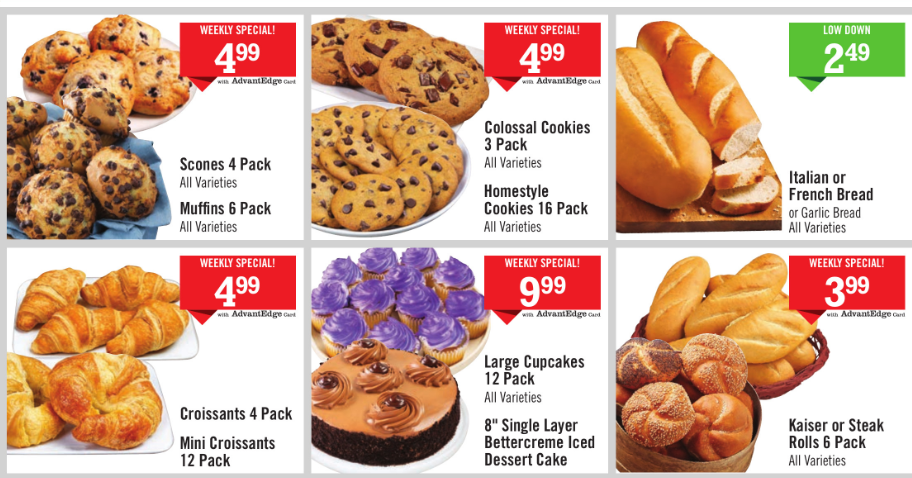 WEEKLY SPECIAL!
4.99
with AdvantEdge Card
Scones 4 Pack
All Varieties
Muffins 6 Pack
All Varieties
WEEKLY SPECIAL!
4.99
with AdvantEdge Card
Colossal Cookies
3 Pack
All Varieties
Homestyle
Cookies 16 Pack
All Varieties
LOW DOWN
2.49
Italian or
French Bread
or Garlic Bread
All Varieties
WEEKLY SPECIAL!
4.99
with AdvantEdge Card
Croissants 4 Pack
Mini Croissants
12 Pack
WEEKLY SPECIAL!
9.99
with AdvantEdge Card
Large Cupcakes
12 Pack
All Varieties
8" Single Layer
Bettercreme Iced
Dessert Cake
WEEKLY SPECIAL!
3.99
with AdvantEdge Card
Kaiser or Steak
Rolls 6 Pack
All Varieties